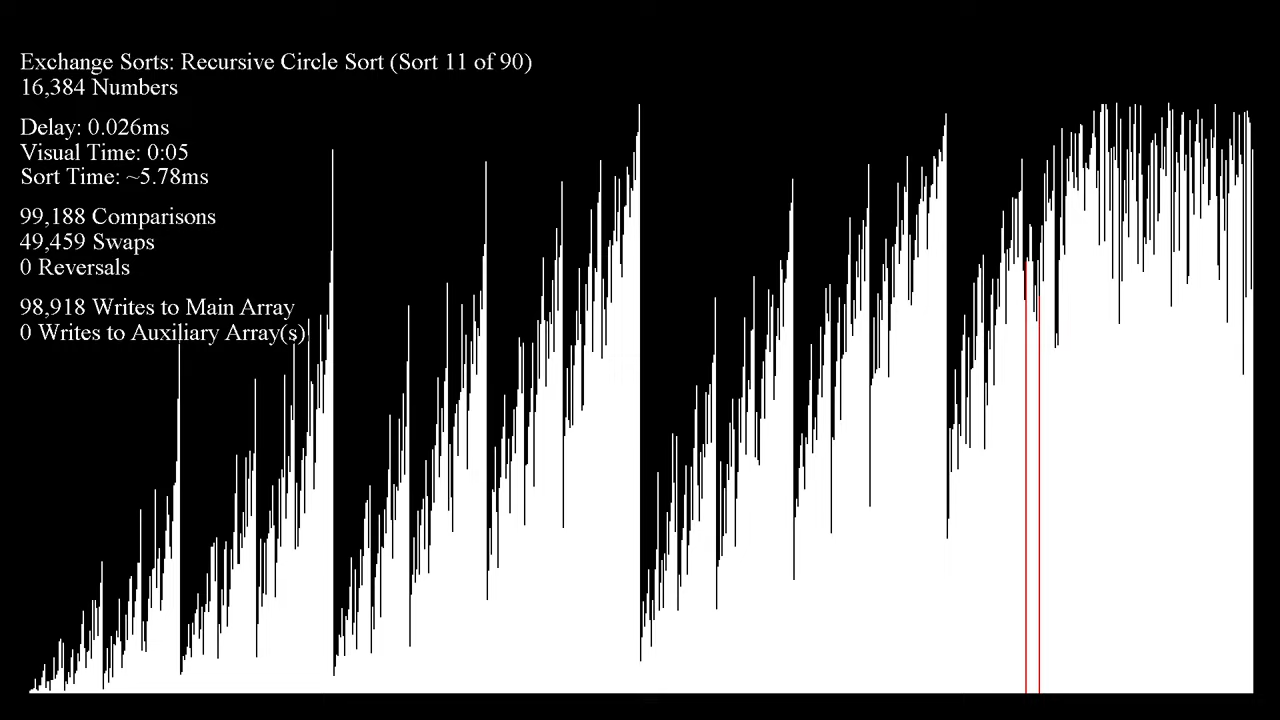 Exchange Sorts: Recursive Circle Sort (Sort 11 of 90)
16,384 Numbers
Delay: 0.026ms
Visual Time: 0:05
Sort Time: ~5.78ms
99,188 Comparisons
49,459 Swaps
0 Reversals
98,918 Writes to Main Array
0 Writes to Auxiliary Array(s)